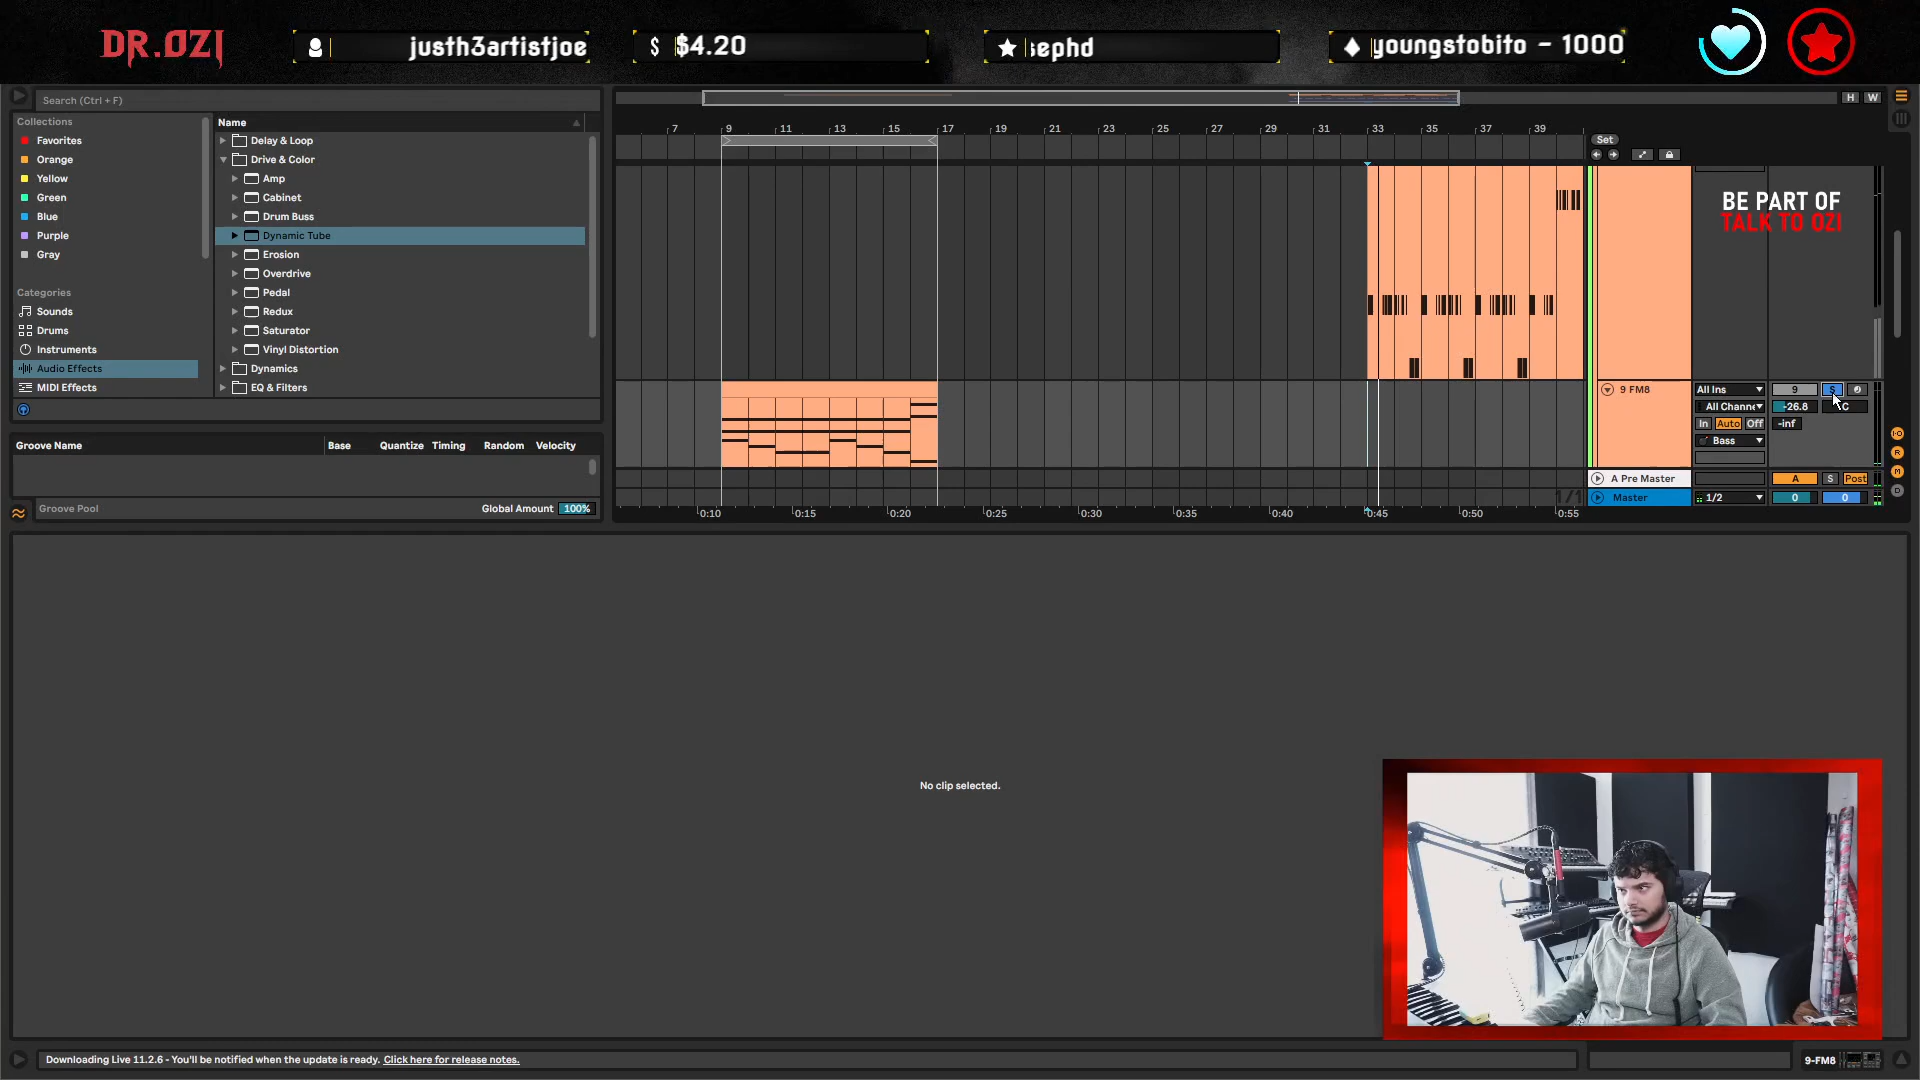 DR.OZI
justh3artistjoe
$ $4.20
sephd
youngstobito - 1000
Search (Ctrl + F)
H W
Collections
Favorites
Orange
Yellow
Green
Blue
Purple
Gray
Categories
Sounds
Drums
Instruments
Audio Effects
MIDI Effects
Name
Delay & Loop
Drive & Color
Amp
Cabinet
Drum Buss
Dynamic Tube
Erosion
Overdrive
Pedal
Redux
Saturator
Vinyl Distortion
Dynamics
EQ & Filters
Groove Name Base Quantize Timing Random Velocity
Groove Pool Global Amount 100%
7 9 11 13 15 17 19 21 23 25 27 29 31 33 35 37 39
Set
BE PART OF
TALK TO OZI
9 FM8
All Ins 9 S
All Channe -26.8 C
In Auto Off -inf
Bass
A Pre Master A S Post
Master 1/2 0 0
1/1
0:10 0:15 0:20 0:25 0:30 0:35 0:40 0:45 0:50 0:55
I-O
R
M
D
No clip selected.
Downloading Live 11.2.6 - You'll be notified when the update is ready. Click here for release notes.
9-FM8